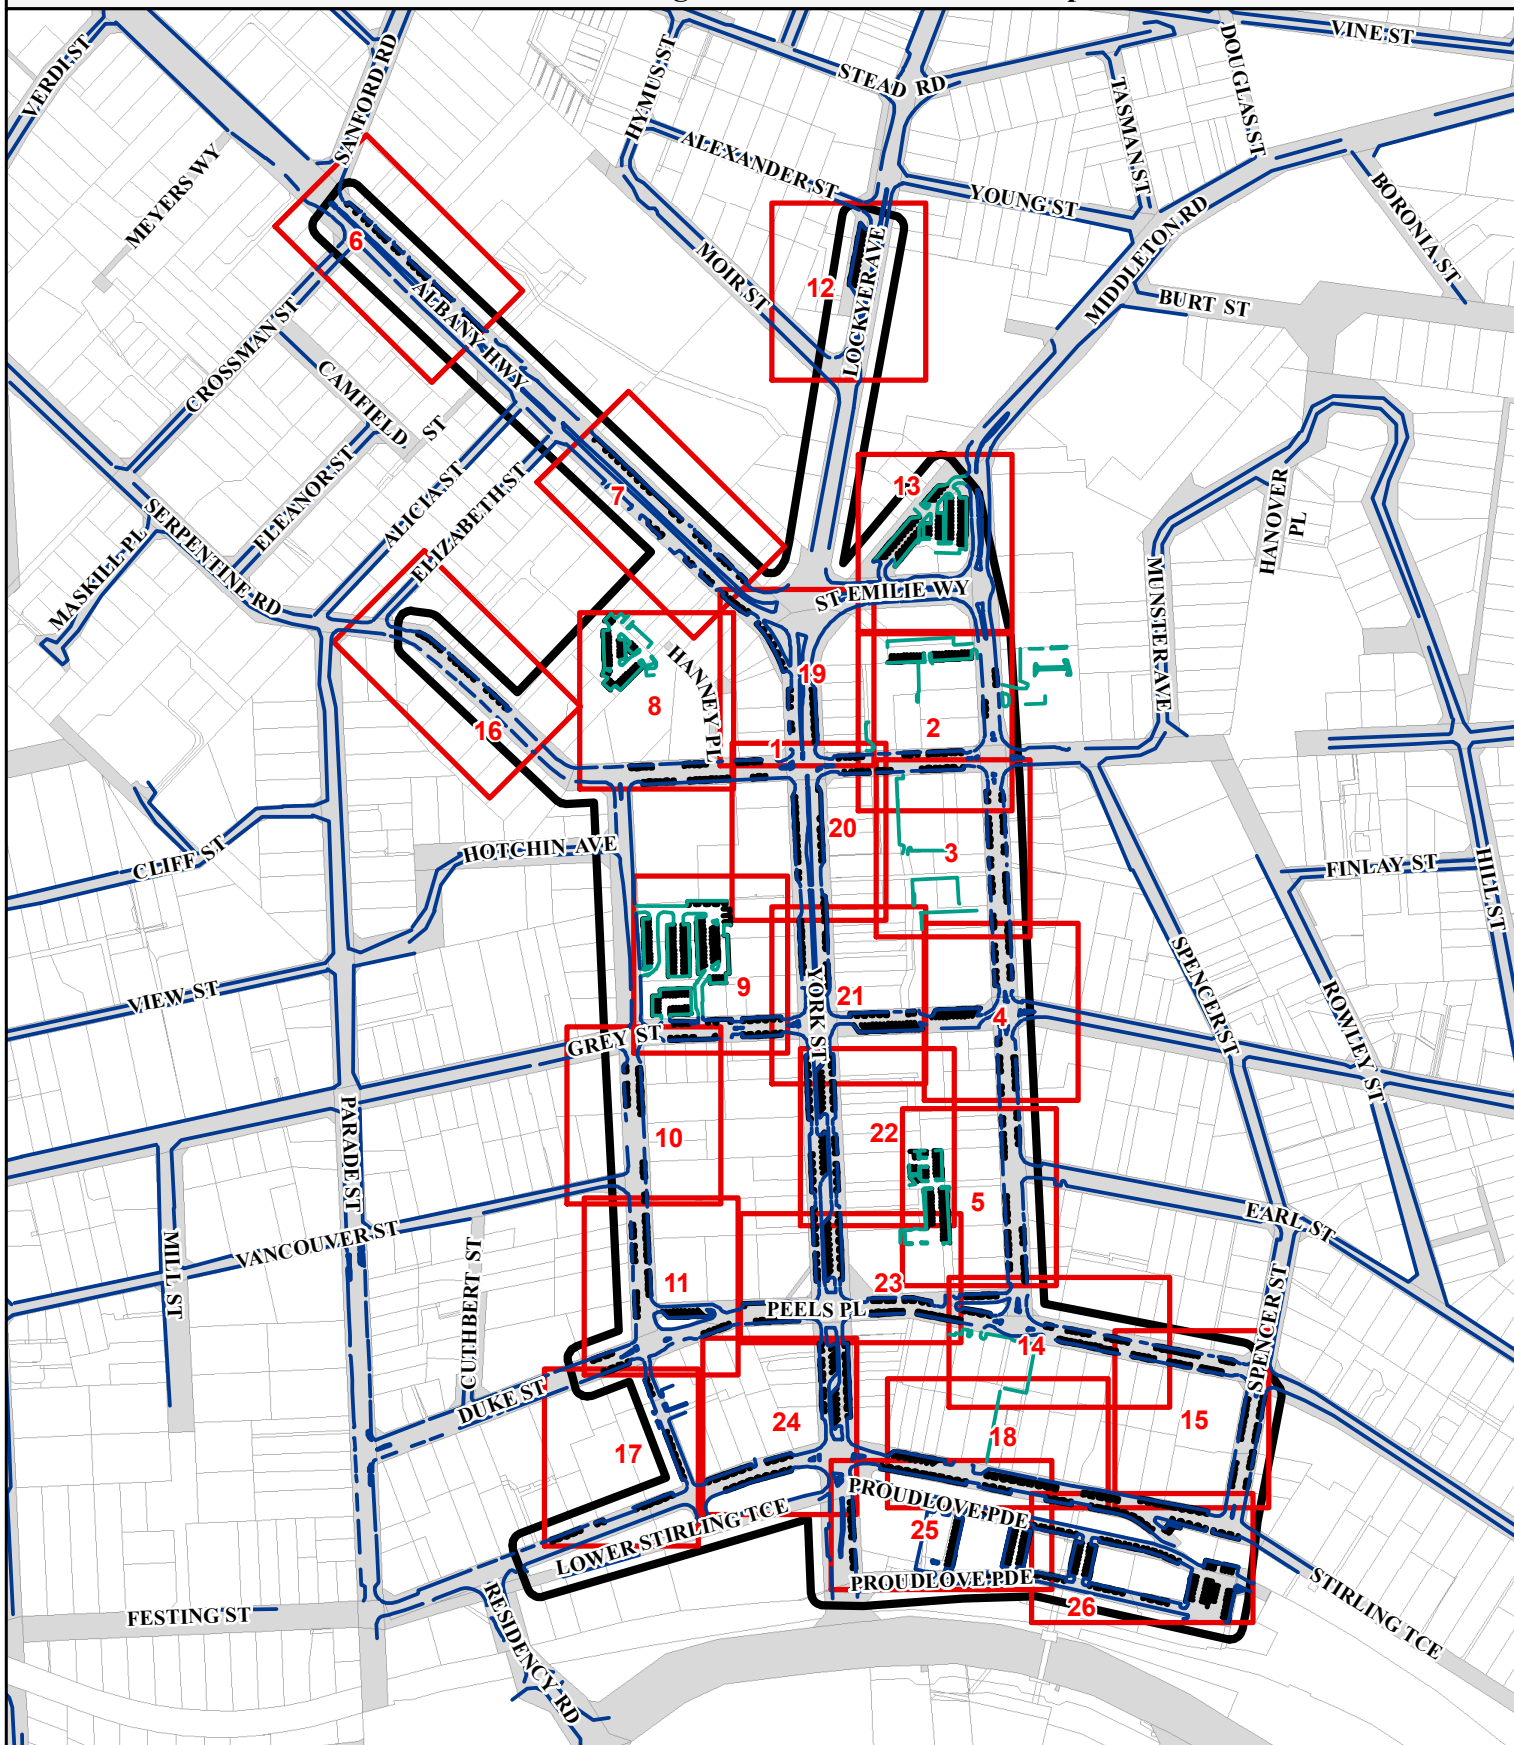 VERDI ST
SANFORD RD
HYMUS ST
STEAD RD
VINE ST
DOUGLAS ST
TASMAN ST
ALEXANDER ST
YOUNG ST
MEYERS WY
MIDDLETON RD
BORONIA ST
6
12
MOIR ST
LOCKYER AVE
BURT ST
ALBANY HWY
CROSSMAN ST
CAMFIELD ST
ELEANOR ST
ALICIA ST
ELIZABETH ST
7
13
HANOVER PL
SERPENTINE RD
MASKILL PL
ST EMILIE WY
MUNSTER AVE
HANNEY PL
8
19
2
16
1
20
3
CLIFF ST
HOTCHIN AVE
FINLAY ST
HILL ST
VIEW ST
9
YORK ST
21
4
SPENCER ST
ROWLEY ST
GREY ST
PARADE ST
10
22
5
EARL ST
VANCOUVER ST
MILL ST
CUTHBERT ST
11
23
PEELS PL
14
SPENCER ST
DUKE ST
24
15
17
18
PROUDLOVE PDE
25
LOWER STIRLING TCE
PROUDLOVE PDE
26
STIRLING TCE
FESTING ST
RESIDENCY RD